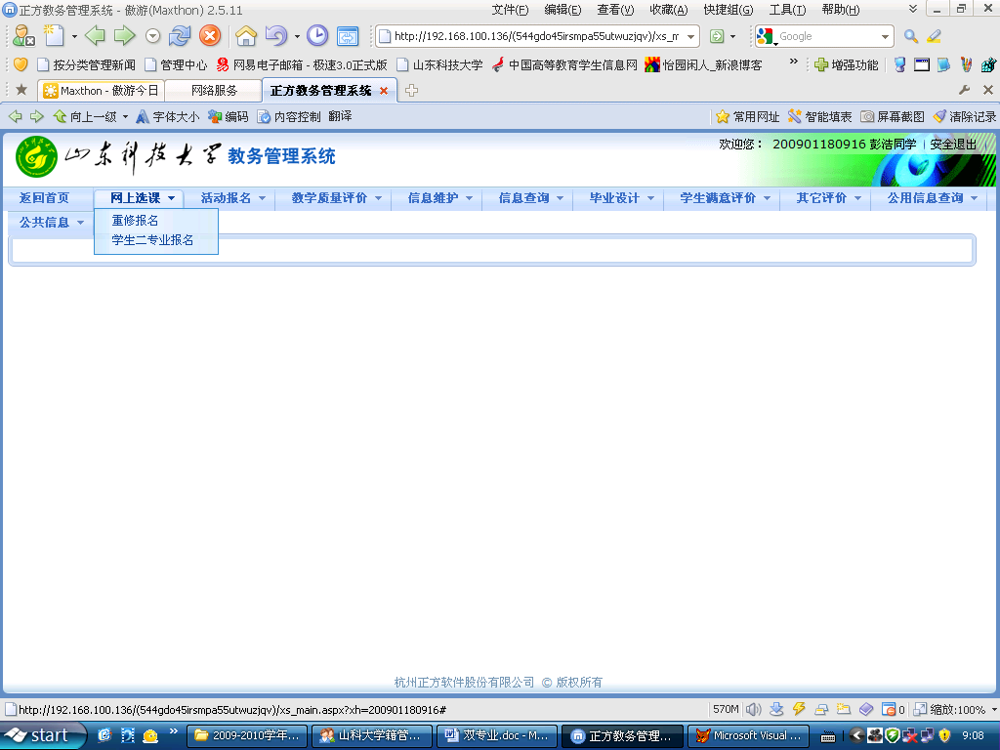 正方教务管理系统 - 傲游(Maxthon) 2.5.11 文件(F) 编辑(E) 查看(V) 收藏(A) 快捷组(G) 工具(T) 帮助(H)
http://192.168.100.136/(544gdo45irsmpa55utwuzjqv)/xs_m Google
按分类管理新闻 管理中心 网易电子邮箱 - 极速3.0正式版 山东科技大学 中国高等教育学生信息网 怡园闲人_新浪博客 » 增强功能
Maxthon - 傲游今日 网络服务 正方教务管理系统
向上一级 字体大小 编码 内容控制 翻译 常用网址 智能填表 屏幕截图 清除记录
山东科技大学 教务管理系统 欢迎您： 200901180916 彭浩同学 | 安全退出
返回首页 网上选课 活动报名 教学质量评价 信息维护 信息查询 毕业设计 学生满意评价 其它评价 公用信息查询
公共信息 重修报名
学生二专业报名
杭州正方软件股份有限公司 © 版权所有
http://192.168.100.136/(544gdo45irsmpa55utwuzjqv)/xs_main.aspx?xh=200901180916# 570M 0 缩放:100%
start » 2009-2010学年... 山科大学籍管... 双专业.doc - M... 正方教务管理... Microsoft Visual ... 9:08